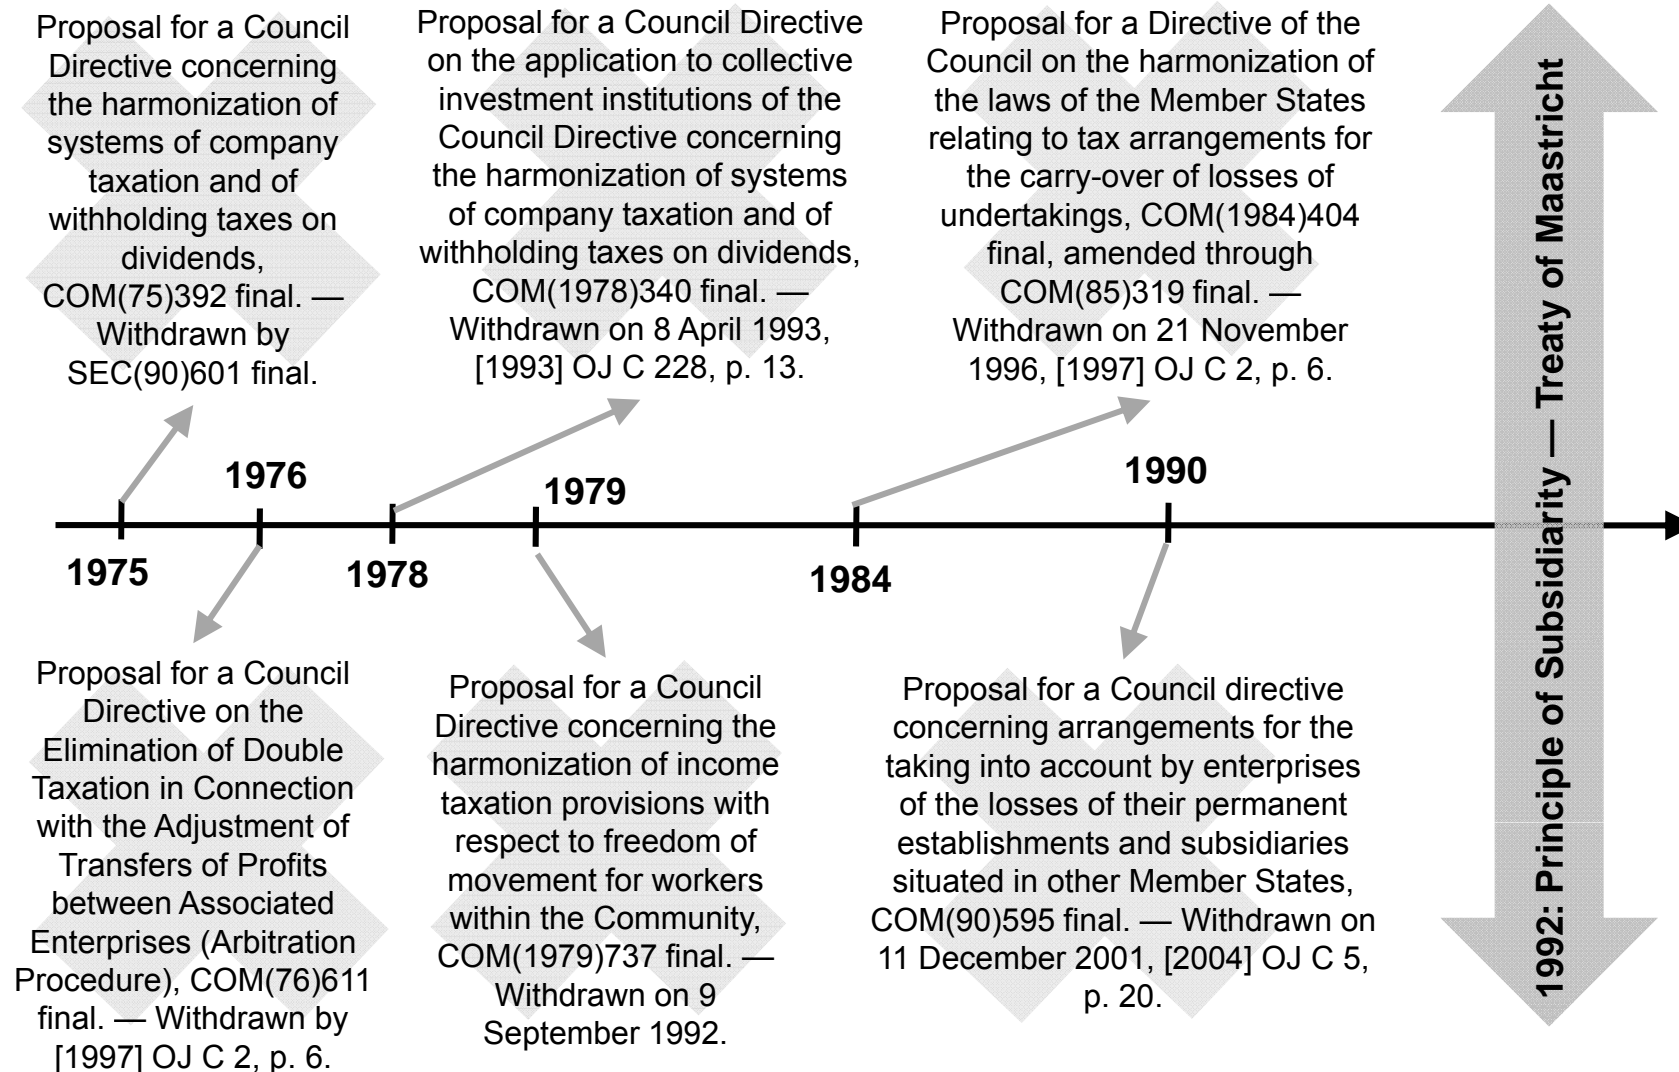 Proposal for a Council
Directive concerning
the harmonization of
systems of company
taxation and of
withholding taxes on
dividends,
COM(75)392 final. —
Withdrawn by
SEC(90)601 final.
Proposal for a Council Directive
on the application to collective
investment institutions of the
Council Directive concerning
the harmonization of systems
of company taxation and of
withholding taxes on dividends,
COM(1978)340 final. —
Withdrawn on 8 April 1993,
[1993] OJ C 228, p. 13.
Proposal for a Directive of the
Council on the harmonization of
the laws of the Member States
relating to tax arrangements for
the carry-over of losses of
undertakings, COM(1984)404
final, amended through
COM(85)319 final. —
Withdrawn on 21 November
1996, [1997] OJ C 2, p. 6.
1975
1976
1978
1979
1984
1990
Proposal for a Council
Directive on the
Elimination of Double
Taxation in Connection
with the Adjustment of
Transfers of Profits
between Associated
Enterprises (Arbitration
Procedure), COM(76)611
final. — Withdrawn by
[1997] OJ C 2, p. 6.
Proposal for a Council
Directive concerning the
harmonization of income
taxation provisions with
respect to freedom of
movement for workers
within the Community,
COM(1979)737 final. —
Withdrawn on 9
September 1992.
Proposal for a Council directive
concerning arrangements for the
taking into account by enterprises
of the losses of their permanent
establishments and subsidiaries
situated in other Member States,
COM(90)595 final. — Withdrawn on
11 December 2001, [2004] OJ C 5,
p. 20.
1992: Principle of Subsidiarity — Treaty of Maastricht